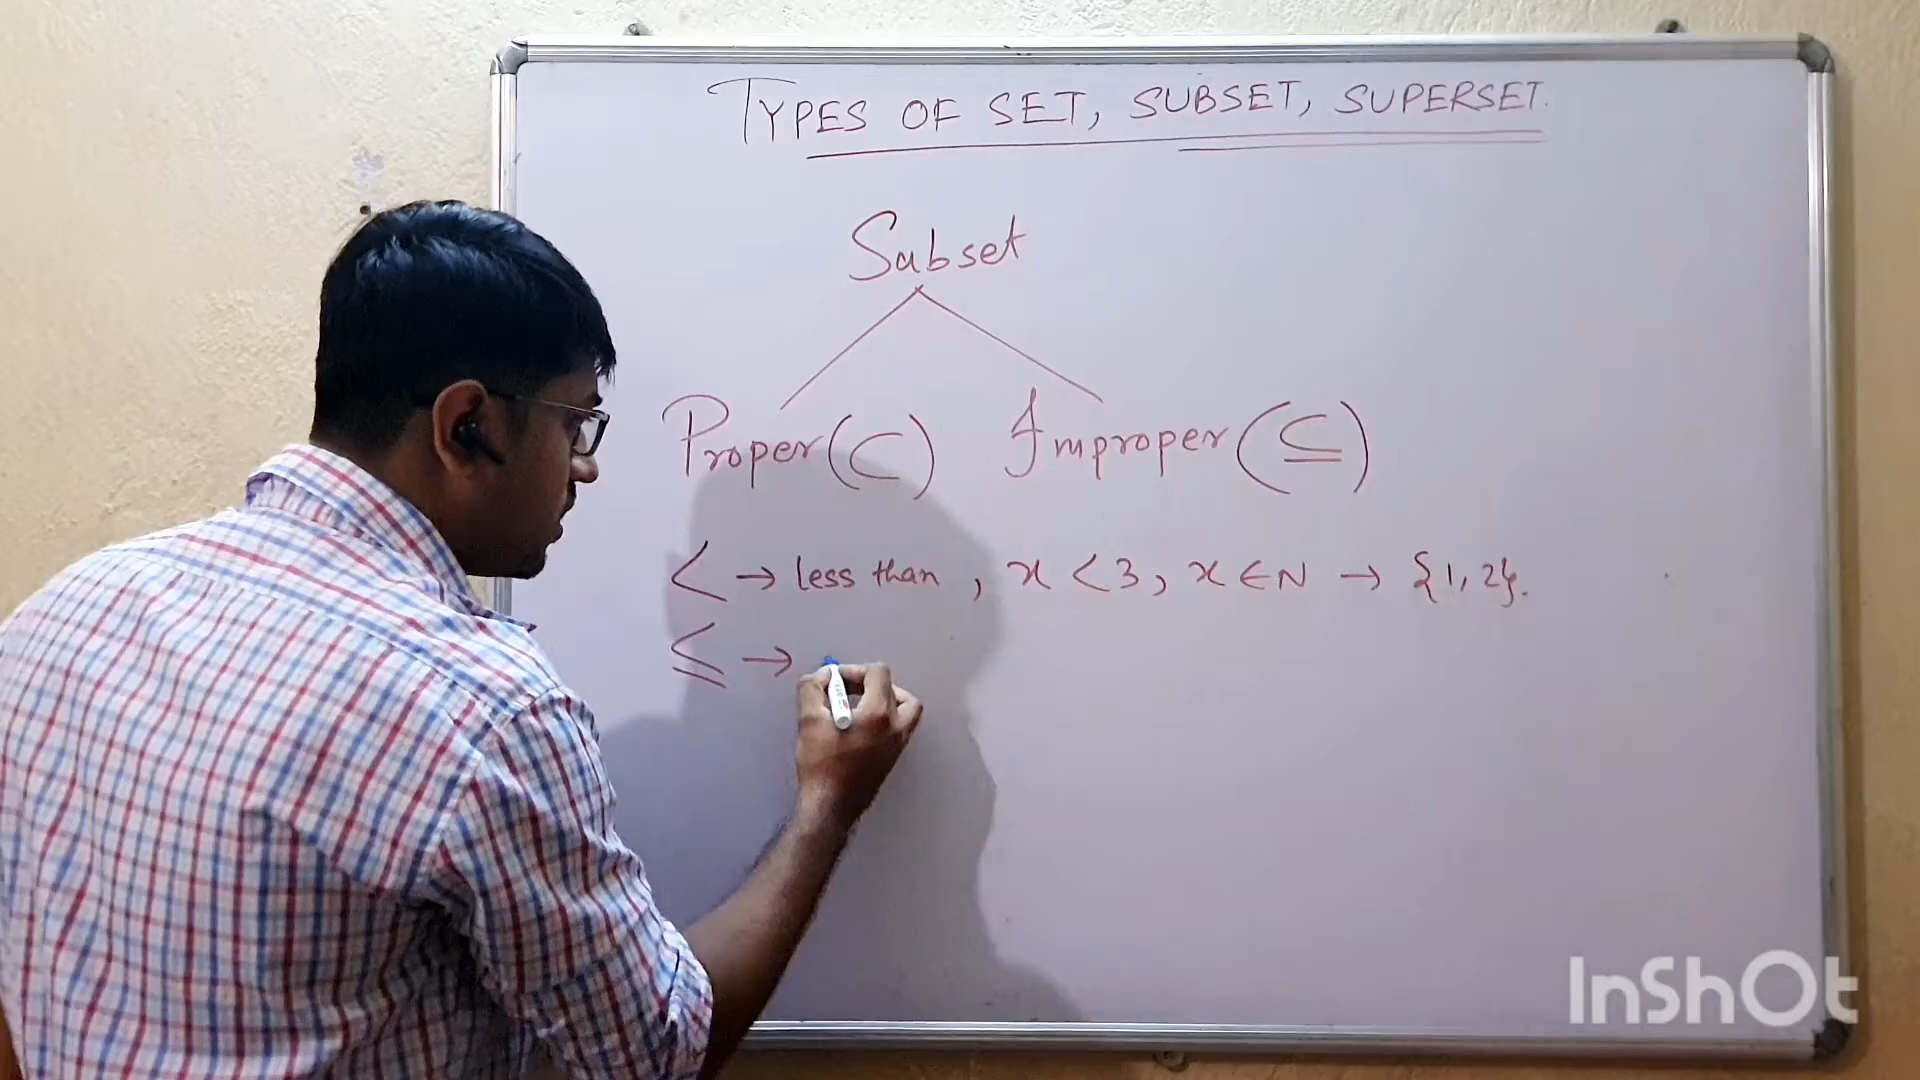 TYPES OF SET, SUBSET, SUPERSET.
Subset
Proper (⊂) Improper (⊆)
< → less than , x < 3, x ∈ N → {1, 2}.
≤ →
InShOt